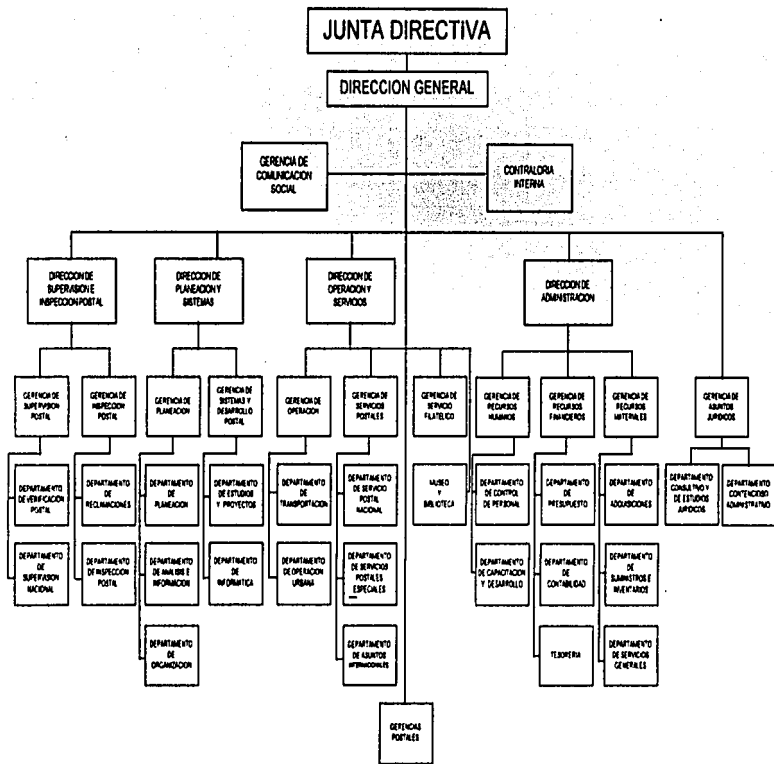 JUNTA DIRECTIVA
DIRECCION GENERAL
GERENCIA DE
COMUNICACION
SOCIAL
CONTRALORIA
INTERNA
DIRECCION DE
SUPERVISION E
INSPECCION POSTAL
DIRECCION DE
PLANEACION Y
SISTEMAS
DIRECCION DE
OPERACION Y
SERVICIOS
DIRECCION DE
ADMINISTRACION
GERENCIA DE
SUPERVISION
POSTAL
GERENCIA DE
INSPECCION
POSTAL
GERENCIA DE
PLANEACION
GERENCIA DE
SISTEMAS Y
DESARROLLO
POSTAL
GERENCIA DE
OPERACION
GERENCIA DE
SERVICIOS
POSTALES
GERENCIA DE
SERVICIO
FILATELICO
GERENCIA DE
RECURSOS
HUMANOS
GERENCIA DE
RECURSOS
FINANCIEROS
GERENCIA DE
RECURSOS
MATERIALES
GERENCIA DE
ASUNTOS
JURIDICOS
DEPARTAMENTO
DE VERIFICACION
POSTAL
DEPARTAMENTO
DE
RECLAMACIONES
DEPARTAMENTO
DE
PLANEACION
DEPARTAMENTO
DE ESTUDIOS
Y PROYECTOS
DEPARTAMENTO
DE
TRANSPORTACION
DEPARTAMENTO
DE SERVICIO
POSTAL
NACIONAL
MUSEO
Y
BIBLIOTECA
DEPARTAMENTO
DE CONTROL
DE PERSONAL
DEPARTAMENTO
DE
PRESUPUESTO
DEPARTAMENTO
DE
ADQUISICIONES
DEPARTAMENTO
CONSULTIVO Y
DE ESTUDIOS
JURIDICOS
DEPARTAMENTO
CONTENCIOSO
ADMINISTRATIVO
DEPARTAMENTO
DE
SUPERVISION
NACIONAL
DEPARTAMENTO
DE INSPECCION
POSTAL
DEPARTAMENTO
DE ANALISIS E
INFORMACION
DEPARTAMENTO
DE
INFORMATICA
DEPARTAMENTO
DE OPERACION
URBANA
DEPARTAMENTO
DE SERVICIOS
POSTALES
ESPECIALES
DEPARTAMENTO
DE CAPACITACION
Y DESARROLLO
DEPARTAMENTO
DE
CONTABILIDAD
DEPARTAMENTO
DE
SUMINISTROS E
INVENTARIOS
DEPARTAMENTO
DE
ORGANIZACION
DEPARTAMENTO
DE ASUNTOS
INTERNACIONALES
TESORERIA
DEPARTAMENTO
DE SERVICIOS
GENERALES
GERENCIAS
POSTALES